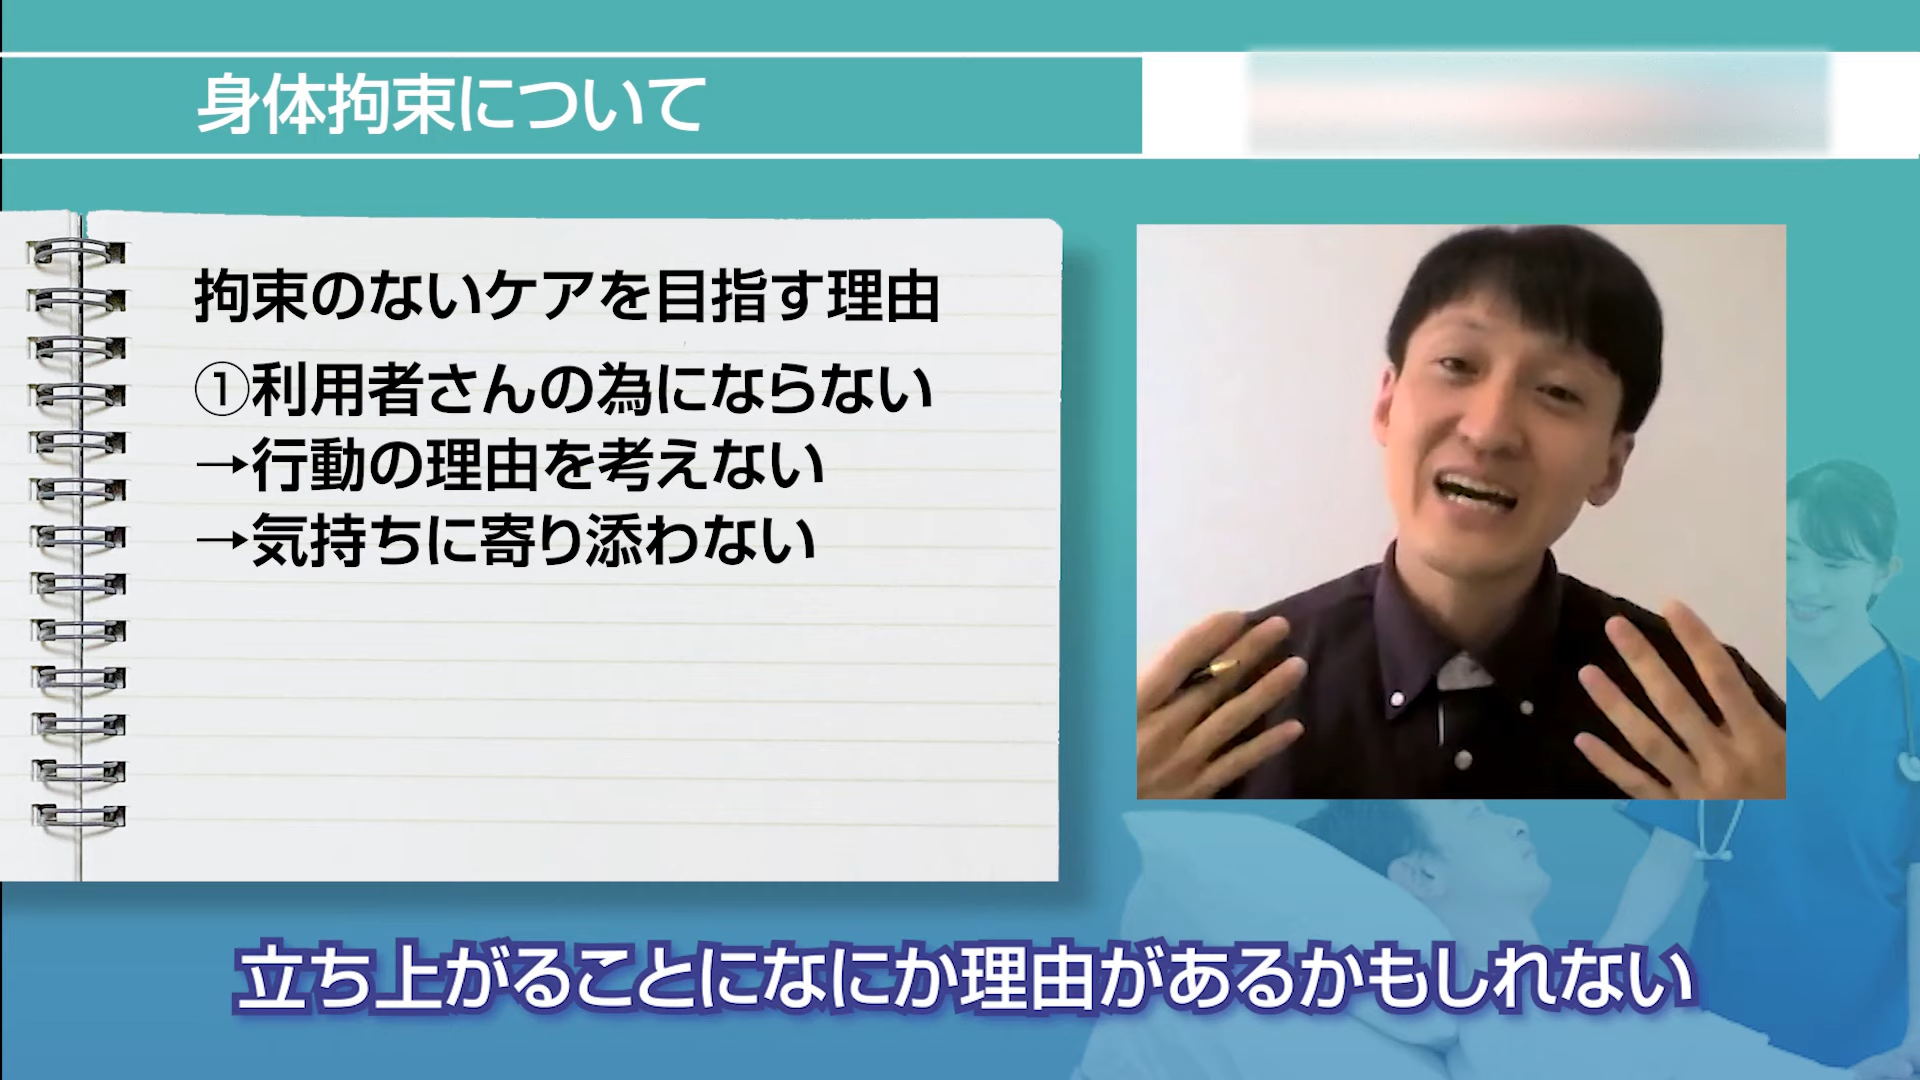 身体拘束について
拘束のないケアを目指す理由
①利用者さんの為にならない
→行動の理由を考えない
→気持ちに寄り添わない
立ち上がることになにか理由があるかもしれない